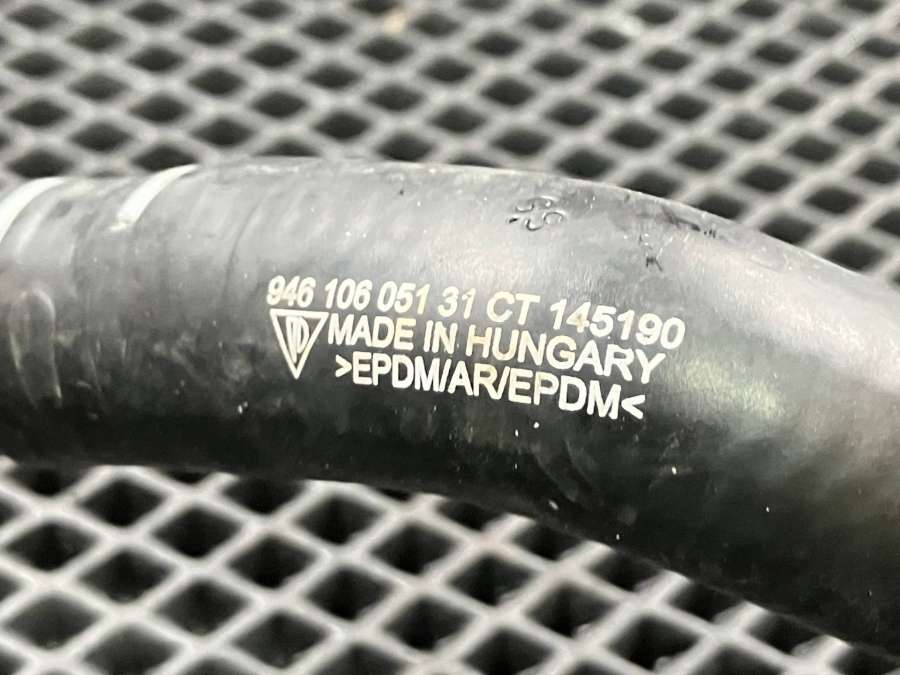 946 106 051 31 CT 145190
MADE IN HUNGARY
>EPDM/AR/EPDM<